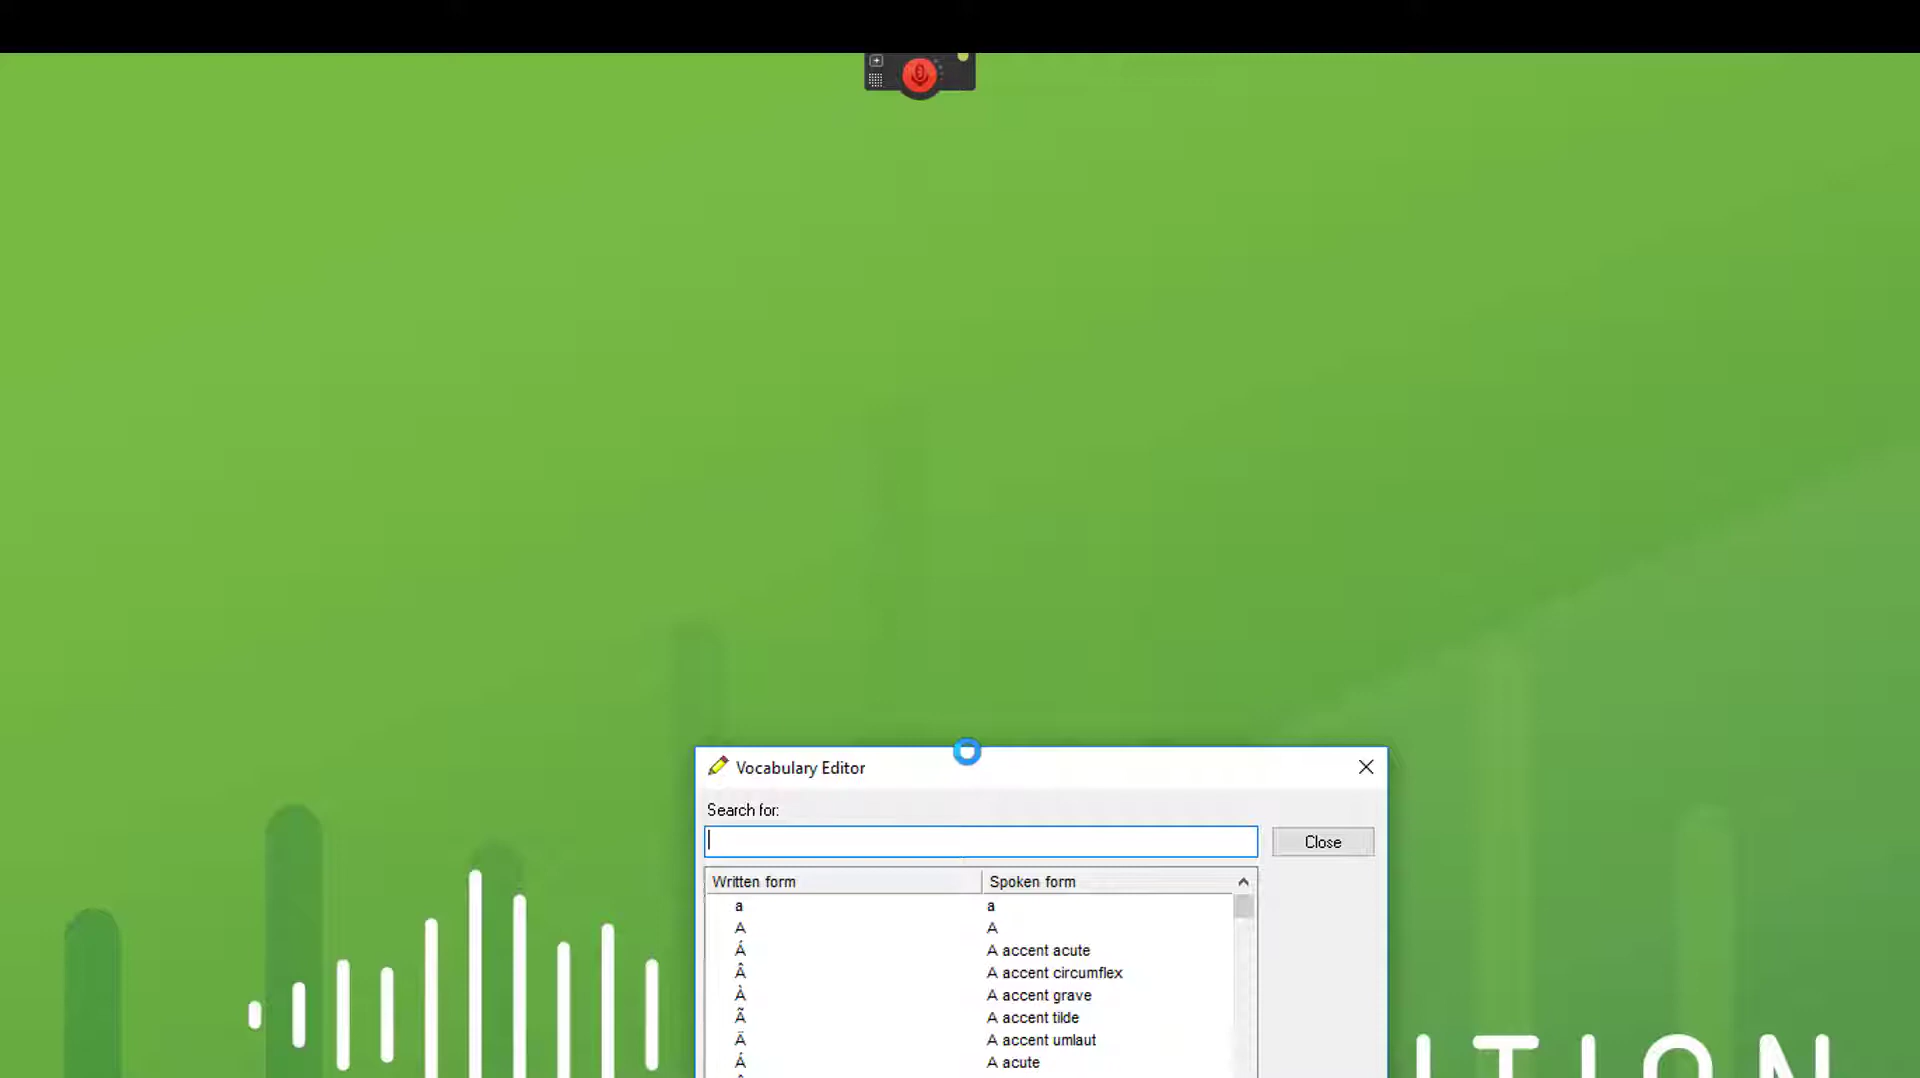 Vocabulary Editor
Search for:
Close
Written form Spoken form
a a
A A
Á A accent acute
Â A accent circumflex
À A accent grave
Ã A accent tilde
Ä A accent umlaut
Á A acute
ITION